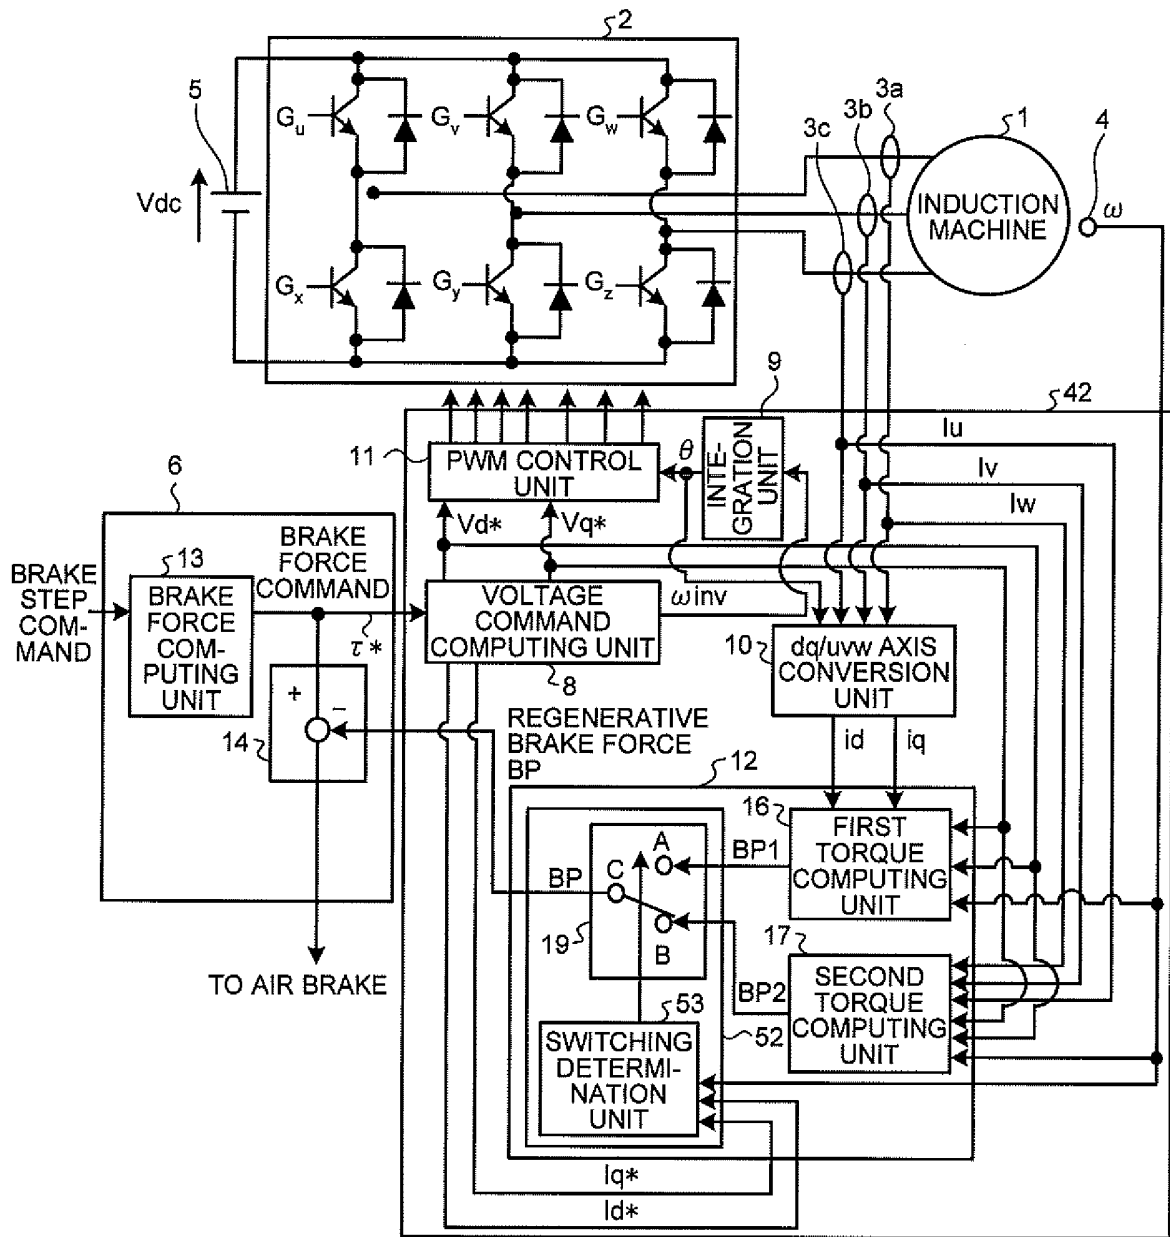 2
5
Vdc
Gu
Gv
Gw
Gx
Gy
Gz
3a
3b
3c
1
4
INDUCTION
MACHINE
ω
42
9
INTE-
GRATION
UNIT
Iu
Iv
Iw
11
PWM CONTROL
UNIT
θ
6
Vd*
Vq*
BRAKE
STEP
COM-
MAND
13
BRAKE
FORCE
COM-
PUTING
UNIT
BRAKE
FORCE
COMMAND
τ*
VOLTAGE
COMMAND
COMPUTING UNIT
8
ωinv
10
dq/uvw AXIS
CONVERSION
UNIT
id
iq
14
+
−
REGENERATIVE
BRAKE FORCE
BP
12
16
FIRST
TORQUE
COMPUTING
UNIT
BP1
BP
A
C
B
19
17
SECOND
TORQUE
COMPUTING
UNIT
BP2
TO AIR BRAKE
53
52
SWITCHING
DETERMI-
NATION
UNIT
Iq*
Id*